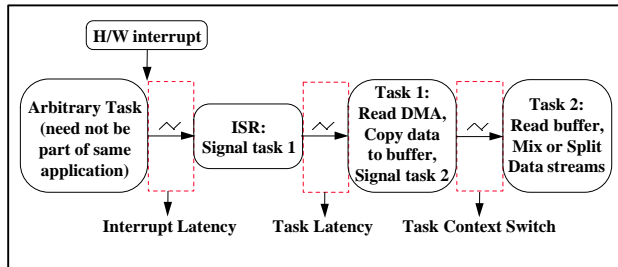 H/W interrupt
Arbitrary Task
(need not be
part of same
application)
ISR:
Signal task 1
Task 1:
Read DMA,
Copy data
to buffer,
Signal task 2
Task 2:
Read buffer,
Mix or Split
Data streams
Interrupt Latency
Task Latency
Task Context Switch